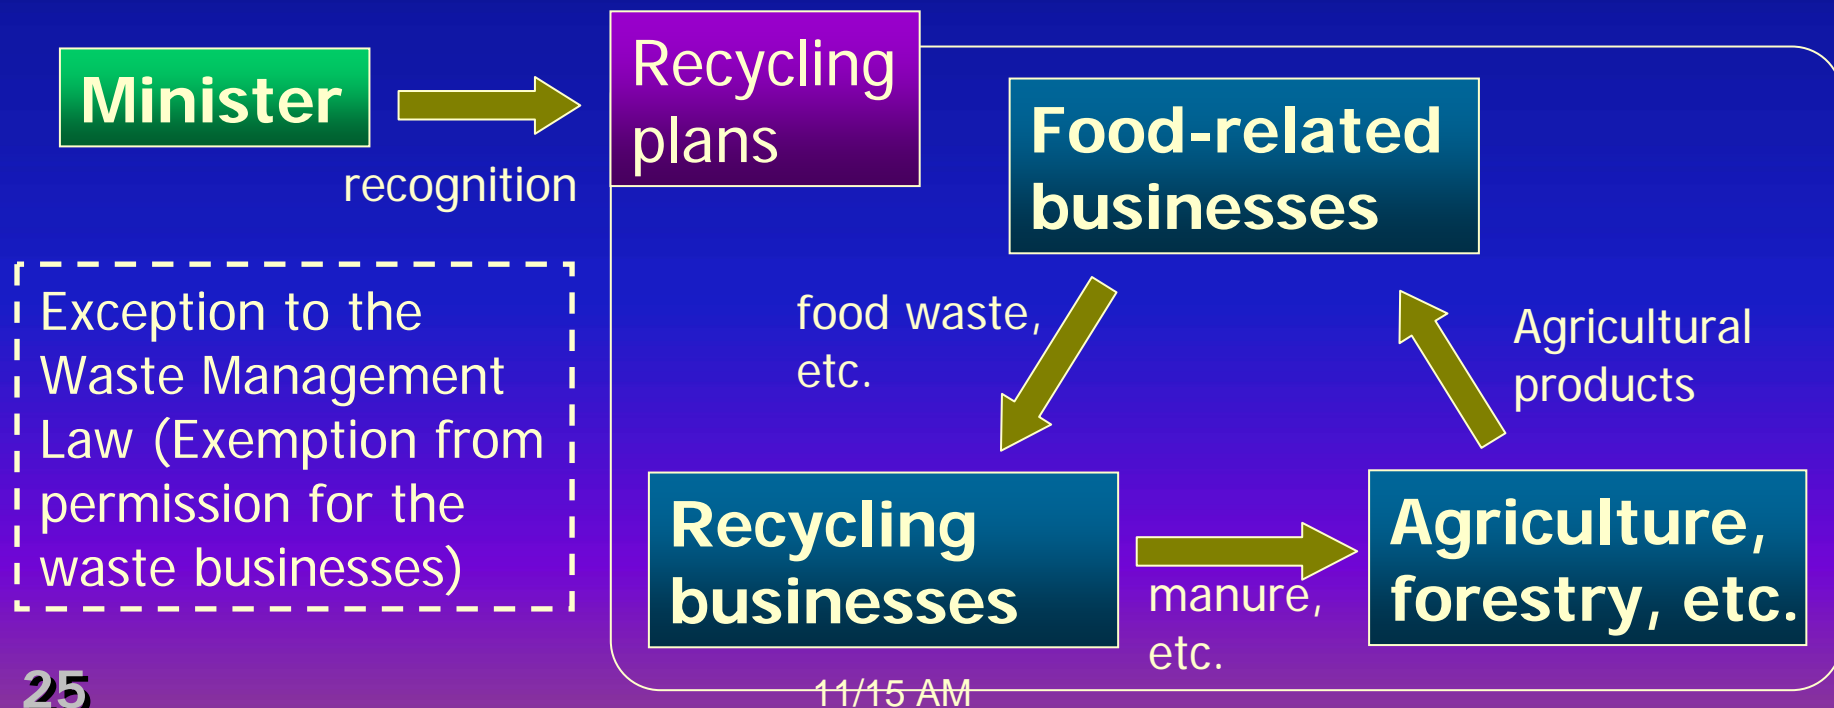 Minister
recognition
Recycling
plans
Food-related
businesses
Exception to the
Waste Management
Law (Exemption from
permission for the
waste businesses)
food waste,
etc.
Agricultural
products
Recycling
businesses
manure,
etc.
Agriculture,
forestry, etc.
25
11/15 AM